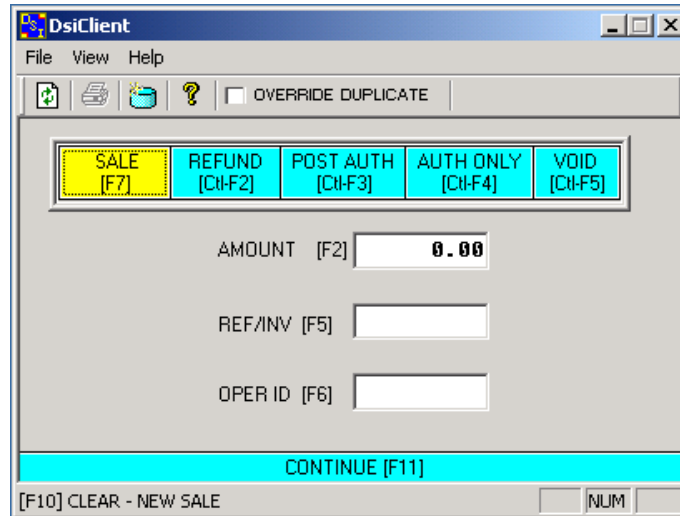 DsiClient
File View Help
OVERRIDE DUPLICATE
SALE REFUND POST AUTH AUTH ONLY VOID
[F7] [Ctl-F2] [Ctl-F3] [Ctl-F4] [Ctl-F5]
AMOUNT [F2] 0.00
REF/INV [F5]
OPER ID [F6]
CONTINUE [F11]
[F10] CLEAR - NEW SALE NUM